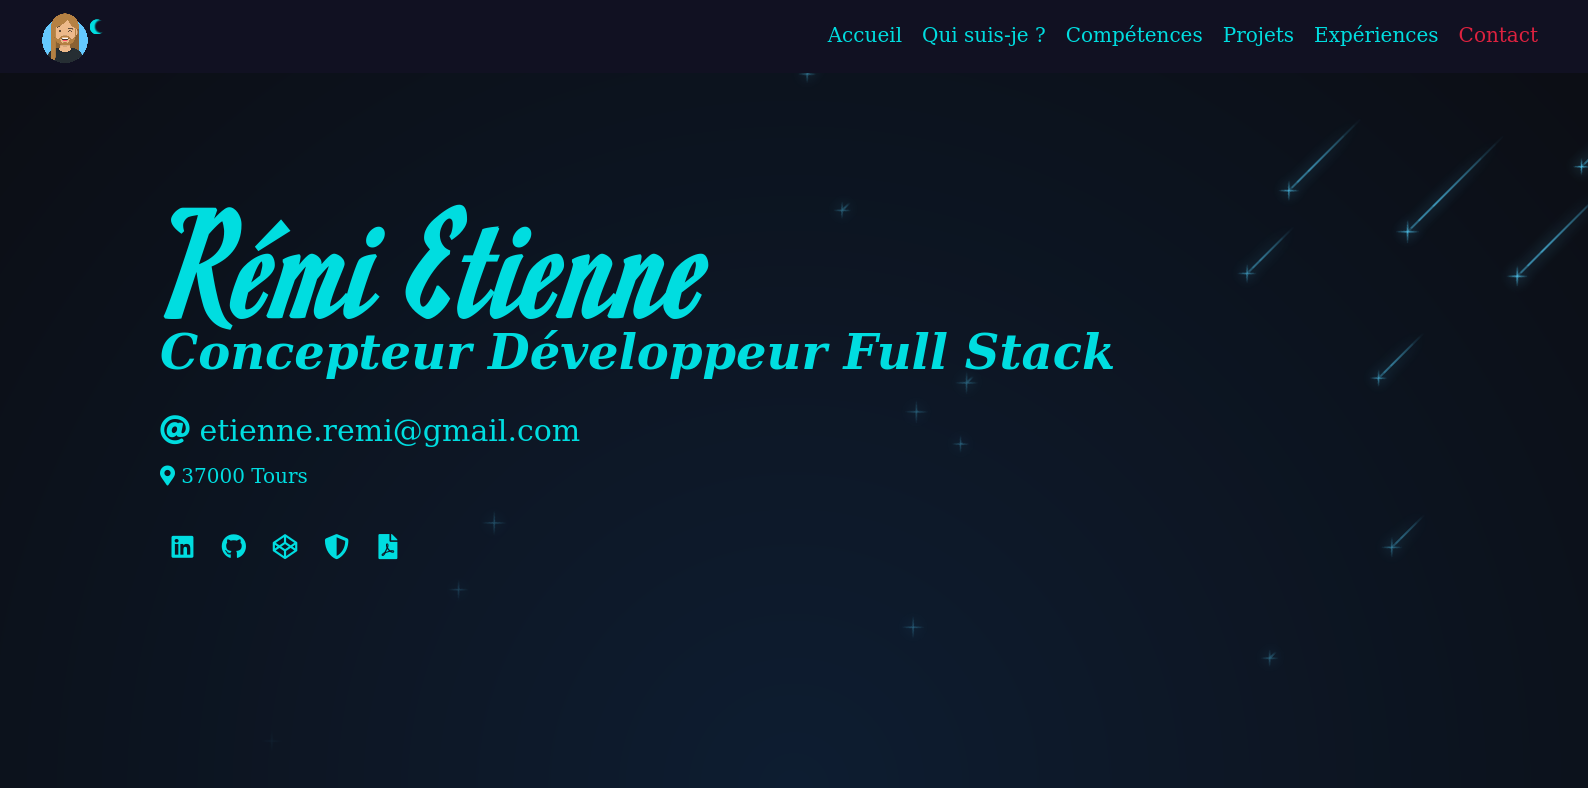 Accueil Qui suis-je ? Compétences Projets Expériences Contact
Rémi Etienne
Concepteur Développeur Full Stack
etienne.remi@gmail.com
37000 Tours